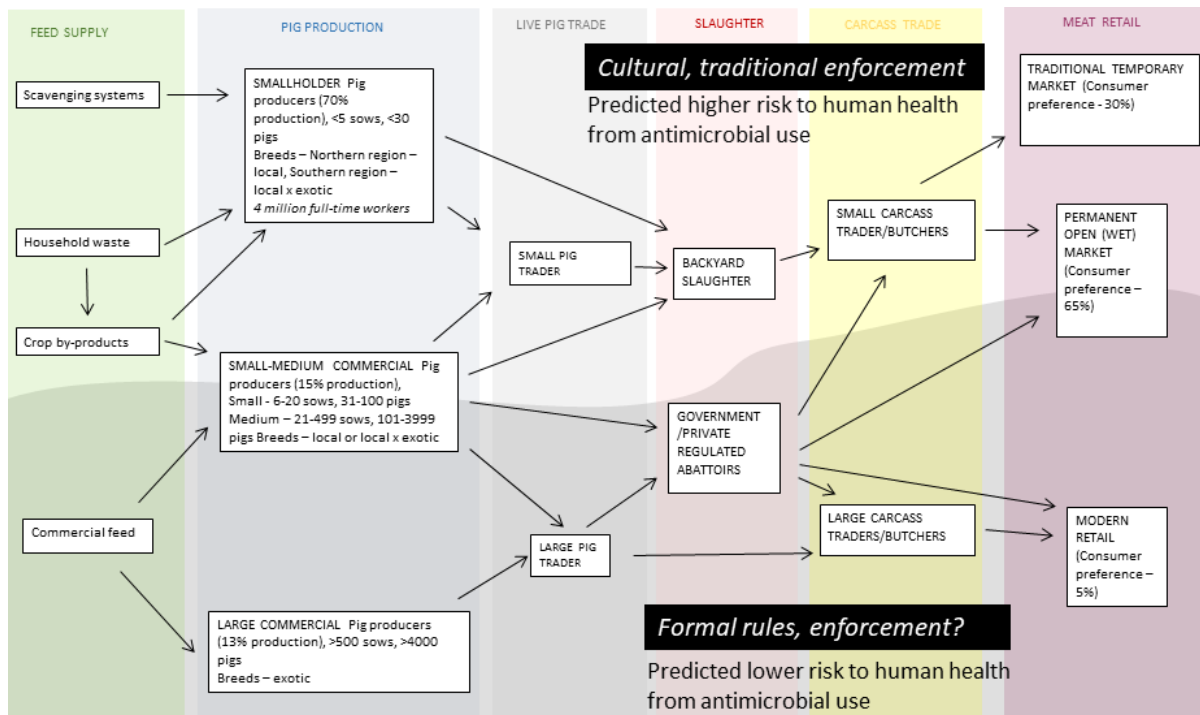 FEED SUPPLY
PIG PRODUCTION
LIVE PIG TRADE
SLAUGHTER
CARCASS TRADE
MEAT RETAIL
Scavenging systems
Household waste
Crop by-products
Commercial feed
SMALLHOLDER Pig
producers (70%
production), <5 sows, <30
pigs
Breeds – Northern region –
local, Southern region –
local x exotic
4 million full-time workers
SMALL-MEDIUM COMMERCIAL Pig
producers (15% production),
Small - 6-20 sows, 31-100 pigs
Medium – 21-499 sows, 101-3999
pigs Breeds – local or local x exotic
LARGE COMMERCIAL Pig producers
(13% production), >500 sows, >4000
pigs
Breeds – exotic
SMALL PIG
TRADER
LARGE PIG
TRADER
Cultural, traditional enforcement
Predicted higher risk to human health
from antimicrobial use
BACKYARD
SLAUGHTER
GOVERNMENT
/PRIVATE
REGULATED
ABATTOIRS
SMALL CARCASS
TRADER/BUTCHERS
LARGE CARCASS
TRADERS/BUTCHERS
Formal rules, enforcement?
Predicted lower risk to human health
from antimicrobial use
TRADITIONAL TEMPORARY
MARKET (Consumer
preference - 30%)
PERMANENT
OPEN (WET)
MARKET
(Consumer
preference –
65%)
MODERN
RETAIL
(Consumer
preference –
5%)